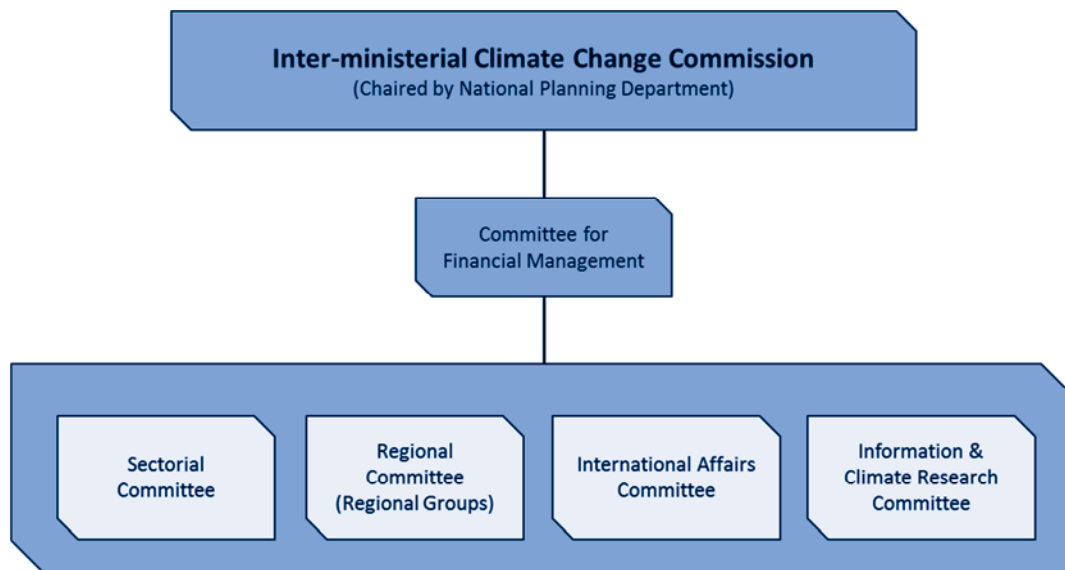 Inter-ministerial Climate Change Commission
(Chaired by National Planning Department)
Committee for
Financial Management
Sectorial
Committee
Regional
Committee
(Regional Groups)
International Affairs
Committee
Information &
Climate Research
Committee